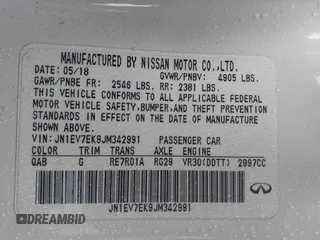 MANUFACTURED BY NISSAN MOTOR CO.,LTD.
DATE: 05/18 GVWR/PNBV: 4905 LBS.
GAWR/PNBE FR: 2546 LBS. RR: 2381 LBS.
THIS VEHICLE CONFORMS TO ALL APPLICABLE FEDERAL
MOTOR VEHICLE SAFETY, BUMPER, AND THEFT PREVENTION
STANDARDS IN EFFECT ON THE DATE OF MANUFACTURE
SHOWN ABOVE.
VIN: JN1EV7EK9JM342991 PASSENGER CAR
COLOR TRIM TRANS AXLE ENGINE
QAB G RE7R01A RG29 VR30(DDTT) 2997CC
JN1EV7EK9JM342991
DREAMBID